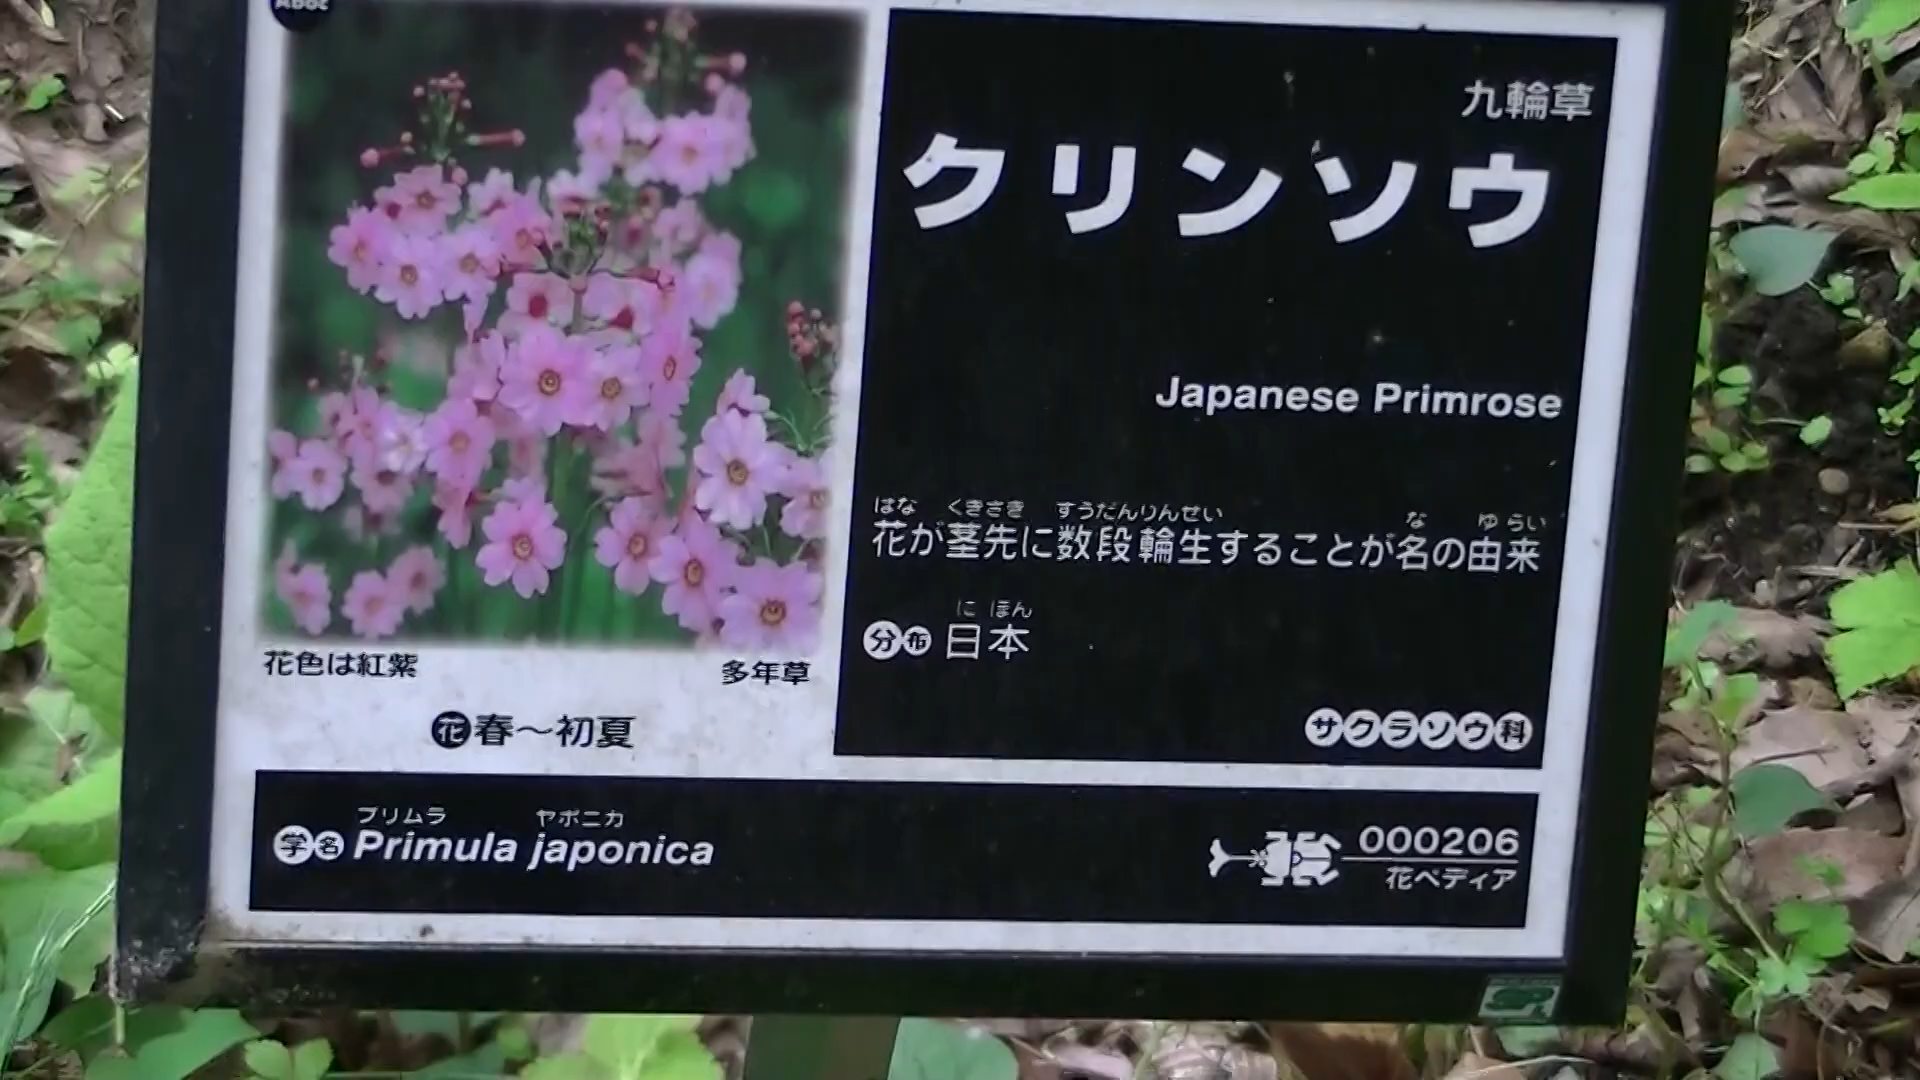 Aboc
九輪草
クリンソウ
Japanese Primrose
はな くきさき すうだんりんせい な ゆらい
花が茎先に数段輪生することが名の由来
にほん
分布 日本
サクラソウ科
花色は紅紫 多年草
花 春～初夏
プリムラ ヤポニカ
学名 Primula japonica
000206
花ペディア